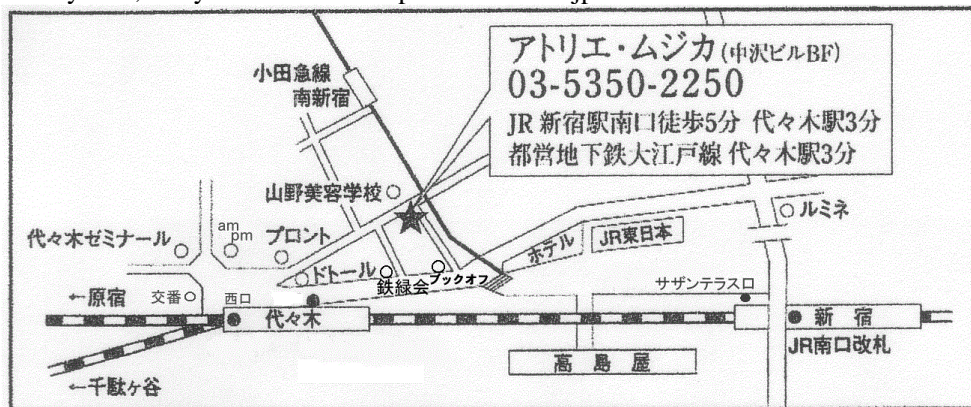 アトリエ・ムジカ(中沢ビルBF)
03-5350-2250
JR 新宿駅南口徒歩5分 代々木駅3分
都営地下鉄大江戸線 代々木駅3分
小田急線
南新宿
山野美容学校
ルミネ
代々木ゼミナール
am
pm
プロント
ホテル
JR東日本
ドトール
鉄緑会
ブックオフ
サザンテラス口
←原宿
交番
西口
代々木
新 宿
JR南口改札
高 島 屋
←千駄ヶ谷